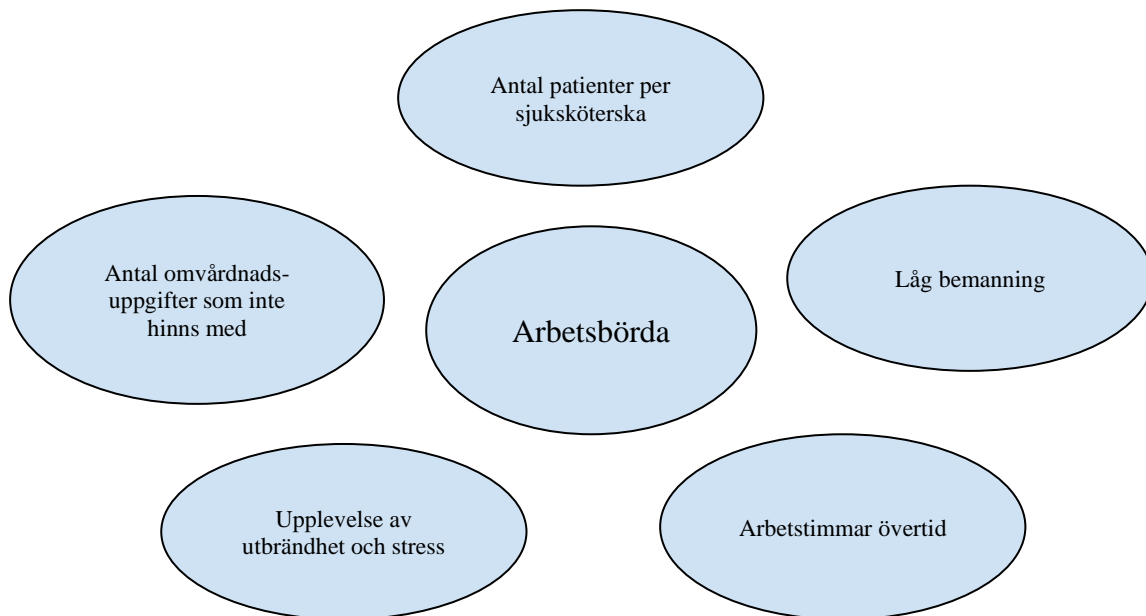 Antal patienter per
sjuksköterska
Antal omvårdnads-
uppgifter som inte
hinns med
Låg bemanning
Arbetsbörda
Upplevelse av
utbrändhet och stress
Arbetstimmar övertid